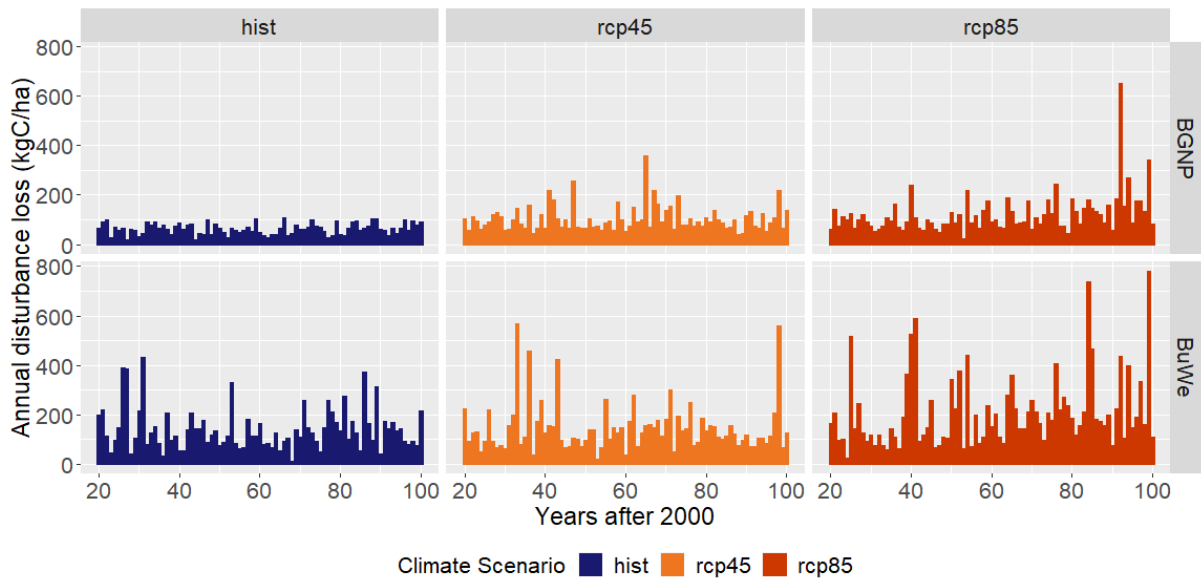 hist rcp45 rcp85
Annual disturbance loss (kgC/ha)
800
600
400
200
0
BGNP
800
600
400
200
0
BuWe
20 40 60 80 100 20 40 60 80 100 20 40 60 80 100
Years after 2000
Climate Scenario hist rcp45 rcp85